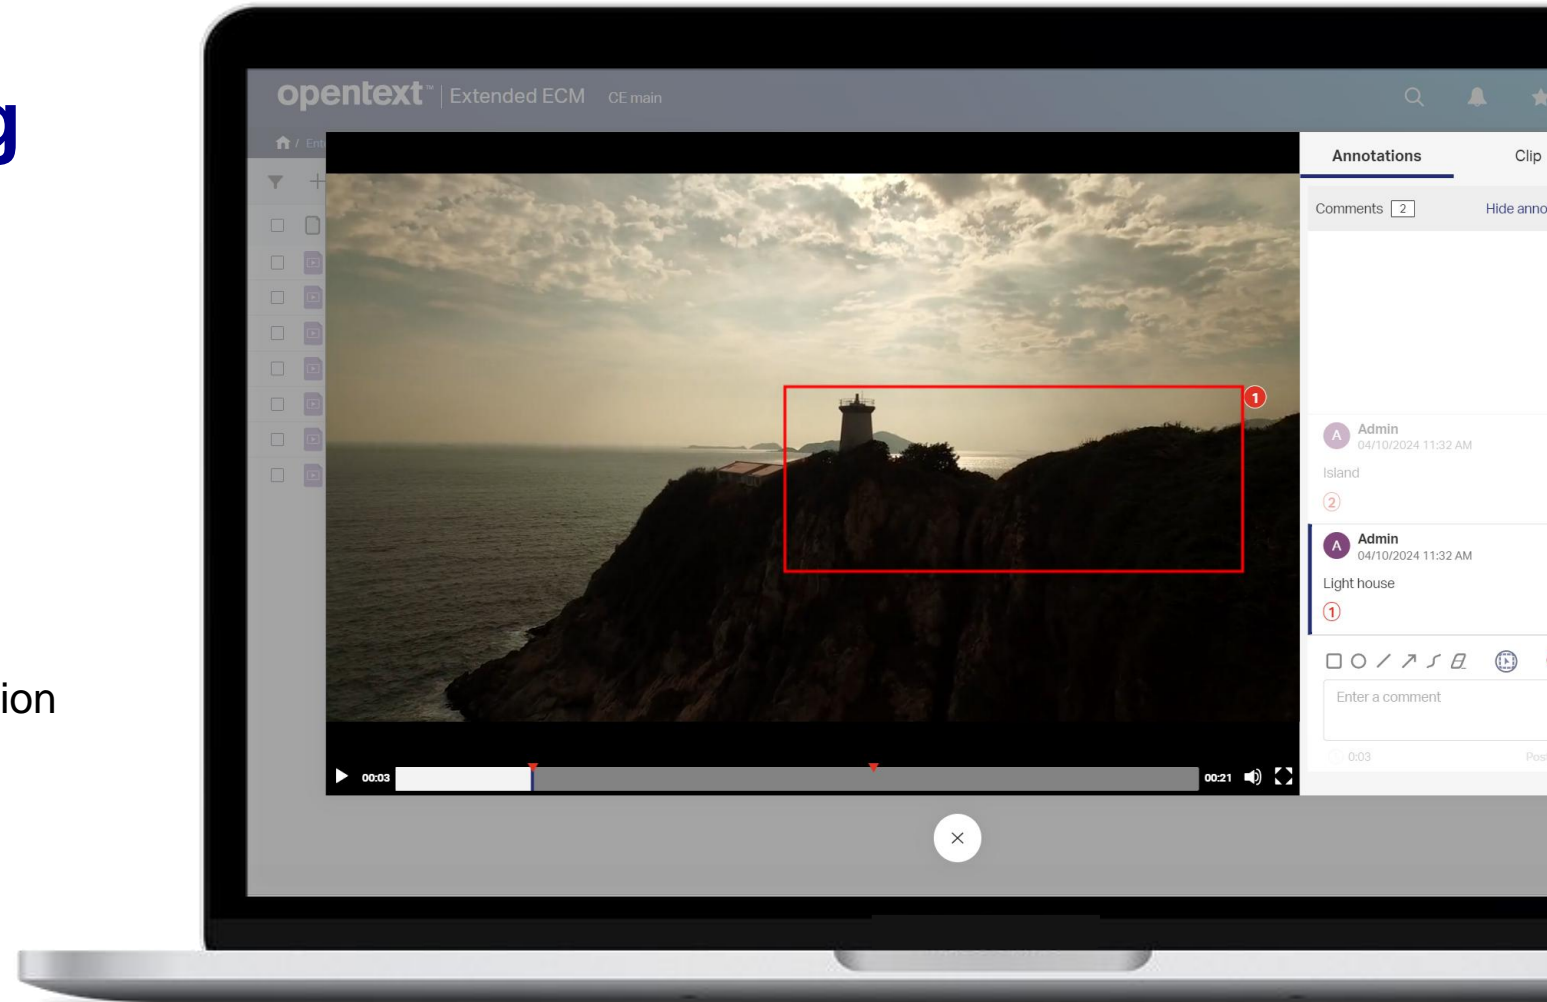 g
ion
opentext™ | Extended ECM CE main
/ Ent
Annotations Clip
Comments 2 Hide anno
1
A Admin
04/10/2024 11:32 AM
Island
2
A Admin
04/10/2024 11:32 AM
Light house
1
Enter a comment
0:03 Pos
00:03 00:21